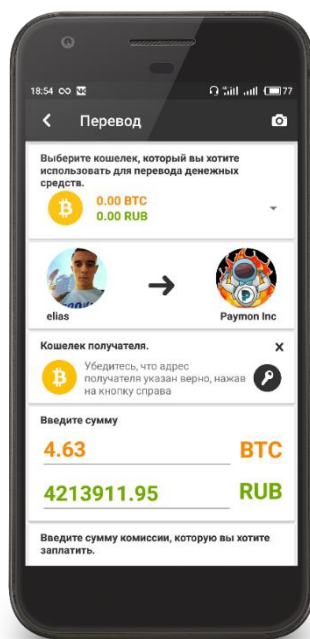 18:54
77
Перевод
Выберите кошелек, который вы хотите
использовать для перевода денежных
средств.
0.00 BTC
0.00 RUB
elias
Paymon Inc
Кошелек получателя.
X
Убедитесь, что адрес
получателя указан верно, нажав
на кнопку справа
Введите сумму
4.63 BTC
4213911.95 RUB
Введите сумму комиссии, которую вы хотите
заплатить.